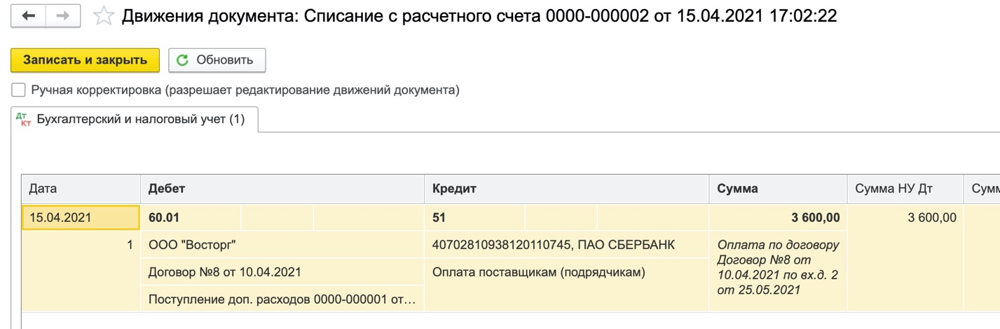 Движения документа: Списание с расчетного счета 0000-000002 от 15.04.2021 17:02:22
Записать и закрыть
Обновить
Ручная корректировка (разрешает редактирование движений документа)
Дт
Кт
Бухгалтерский и налоговый учет (1)
Дата Дебет Кредит Сумма Сумма НУ Дт Сумм
15.04.2021 60.01 51 3 600,00 3 600,00
1 ООО "Восторг" 40702810938120110745, ПАО СБЕРБАНК Оплата по договору
Договор №8 от
Договор №8 от 10.04.2021 Оплата поставщикам (подрядчикам) 10.04.2021 по вх.д. 2
от 25.05.2021
Поступление доп. расходов 0000-000001 от...